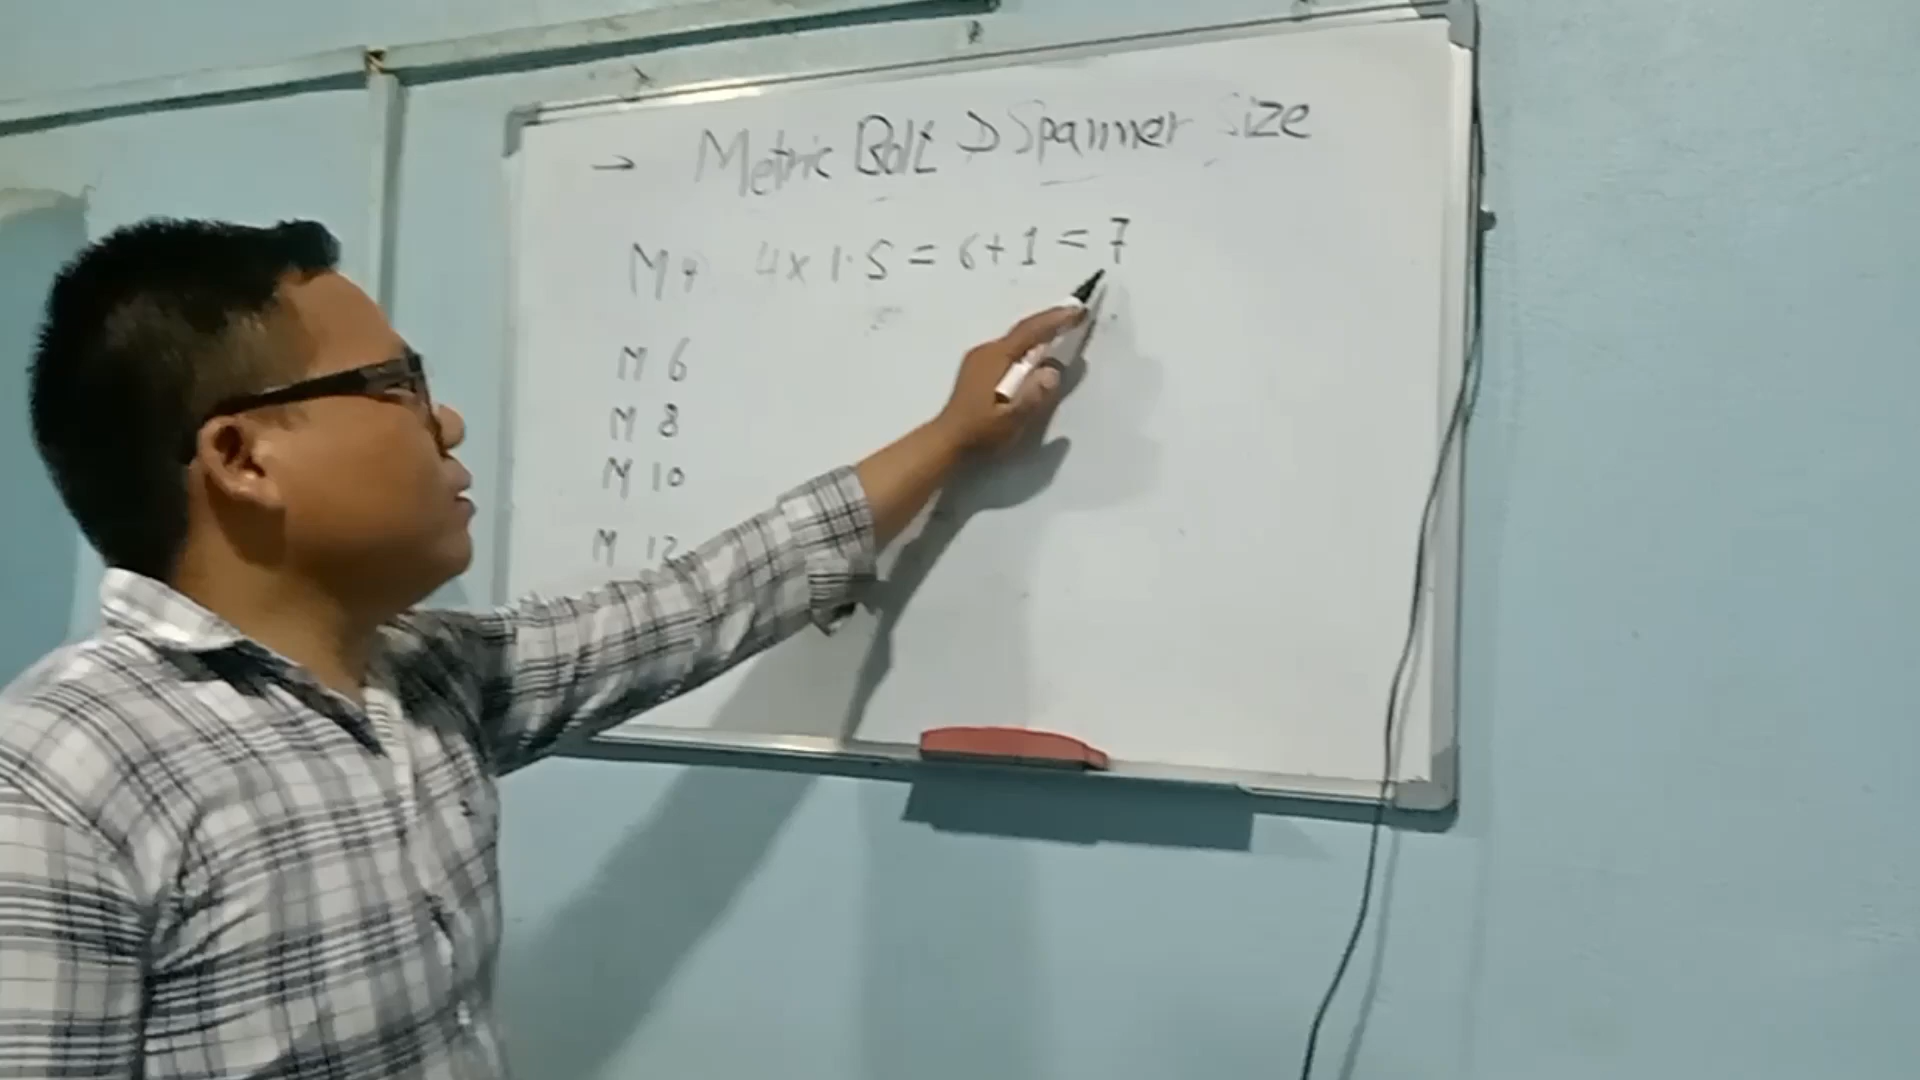 → Metric Bolt D Spanner Size
M4 4x1.5 = 6+1 = 7
M 6
M 8
M 10
M 12